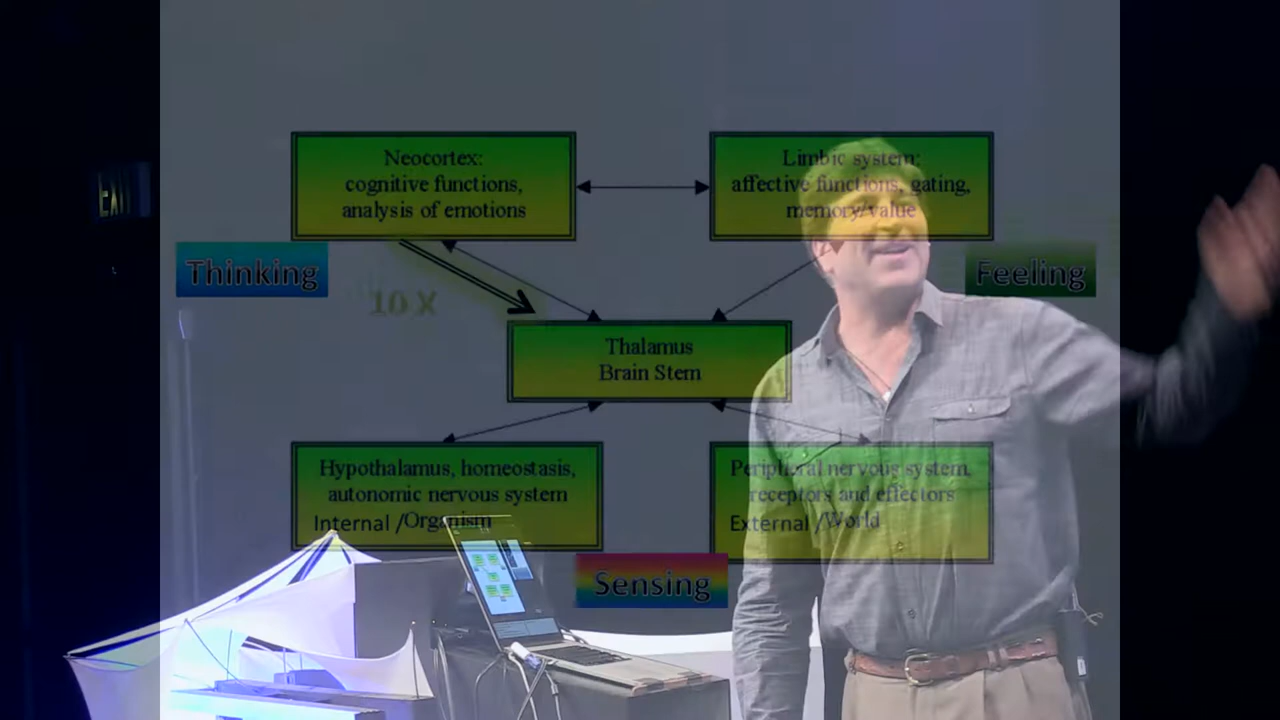 EXIT
Neocortex:
cognitive functions,
analysis of emotions
Limbic system:
affective functions, gating,
memory/value
Thinking
10 X
Feeling
Thalamus
Brain Stem
Hypothalamus, homeostasis,
autonomic nervous system
Internal /Organism
Peripheral nervous system,
receptors and effectors
External /World
Sensing